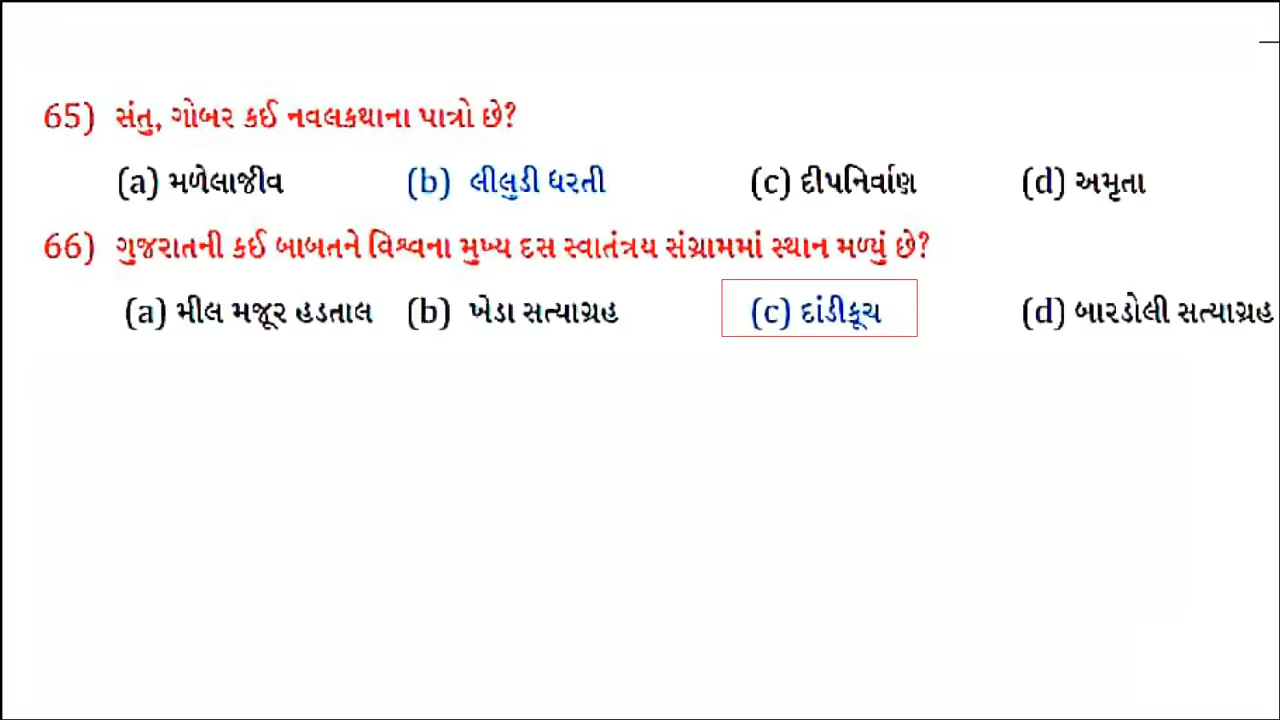 65) સંતુ, ગોબર કઈ નવલકથાના પાત્રો છે?
(a) મળેલાજીવ (b) લીલુડી ધરતી (c) દીપનિર્વાણ (d) અમૃતા
66) ગુજરાતની કઈ બાબતને વિશ્વના મુખ્ય દસ સ્વાતંત્રય સંગ્રામમાં સ્થાન મળ્યું છે?
(a) મીલ મજૂર હડતાલ (b) ખેડા સત્યાગ્રહ (c) દાંડીકૂચ (d) બારડોલી સત્યાગ્રહ